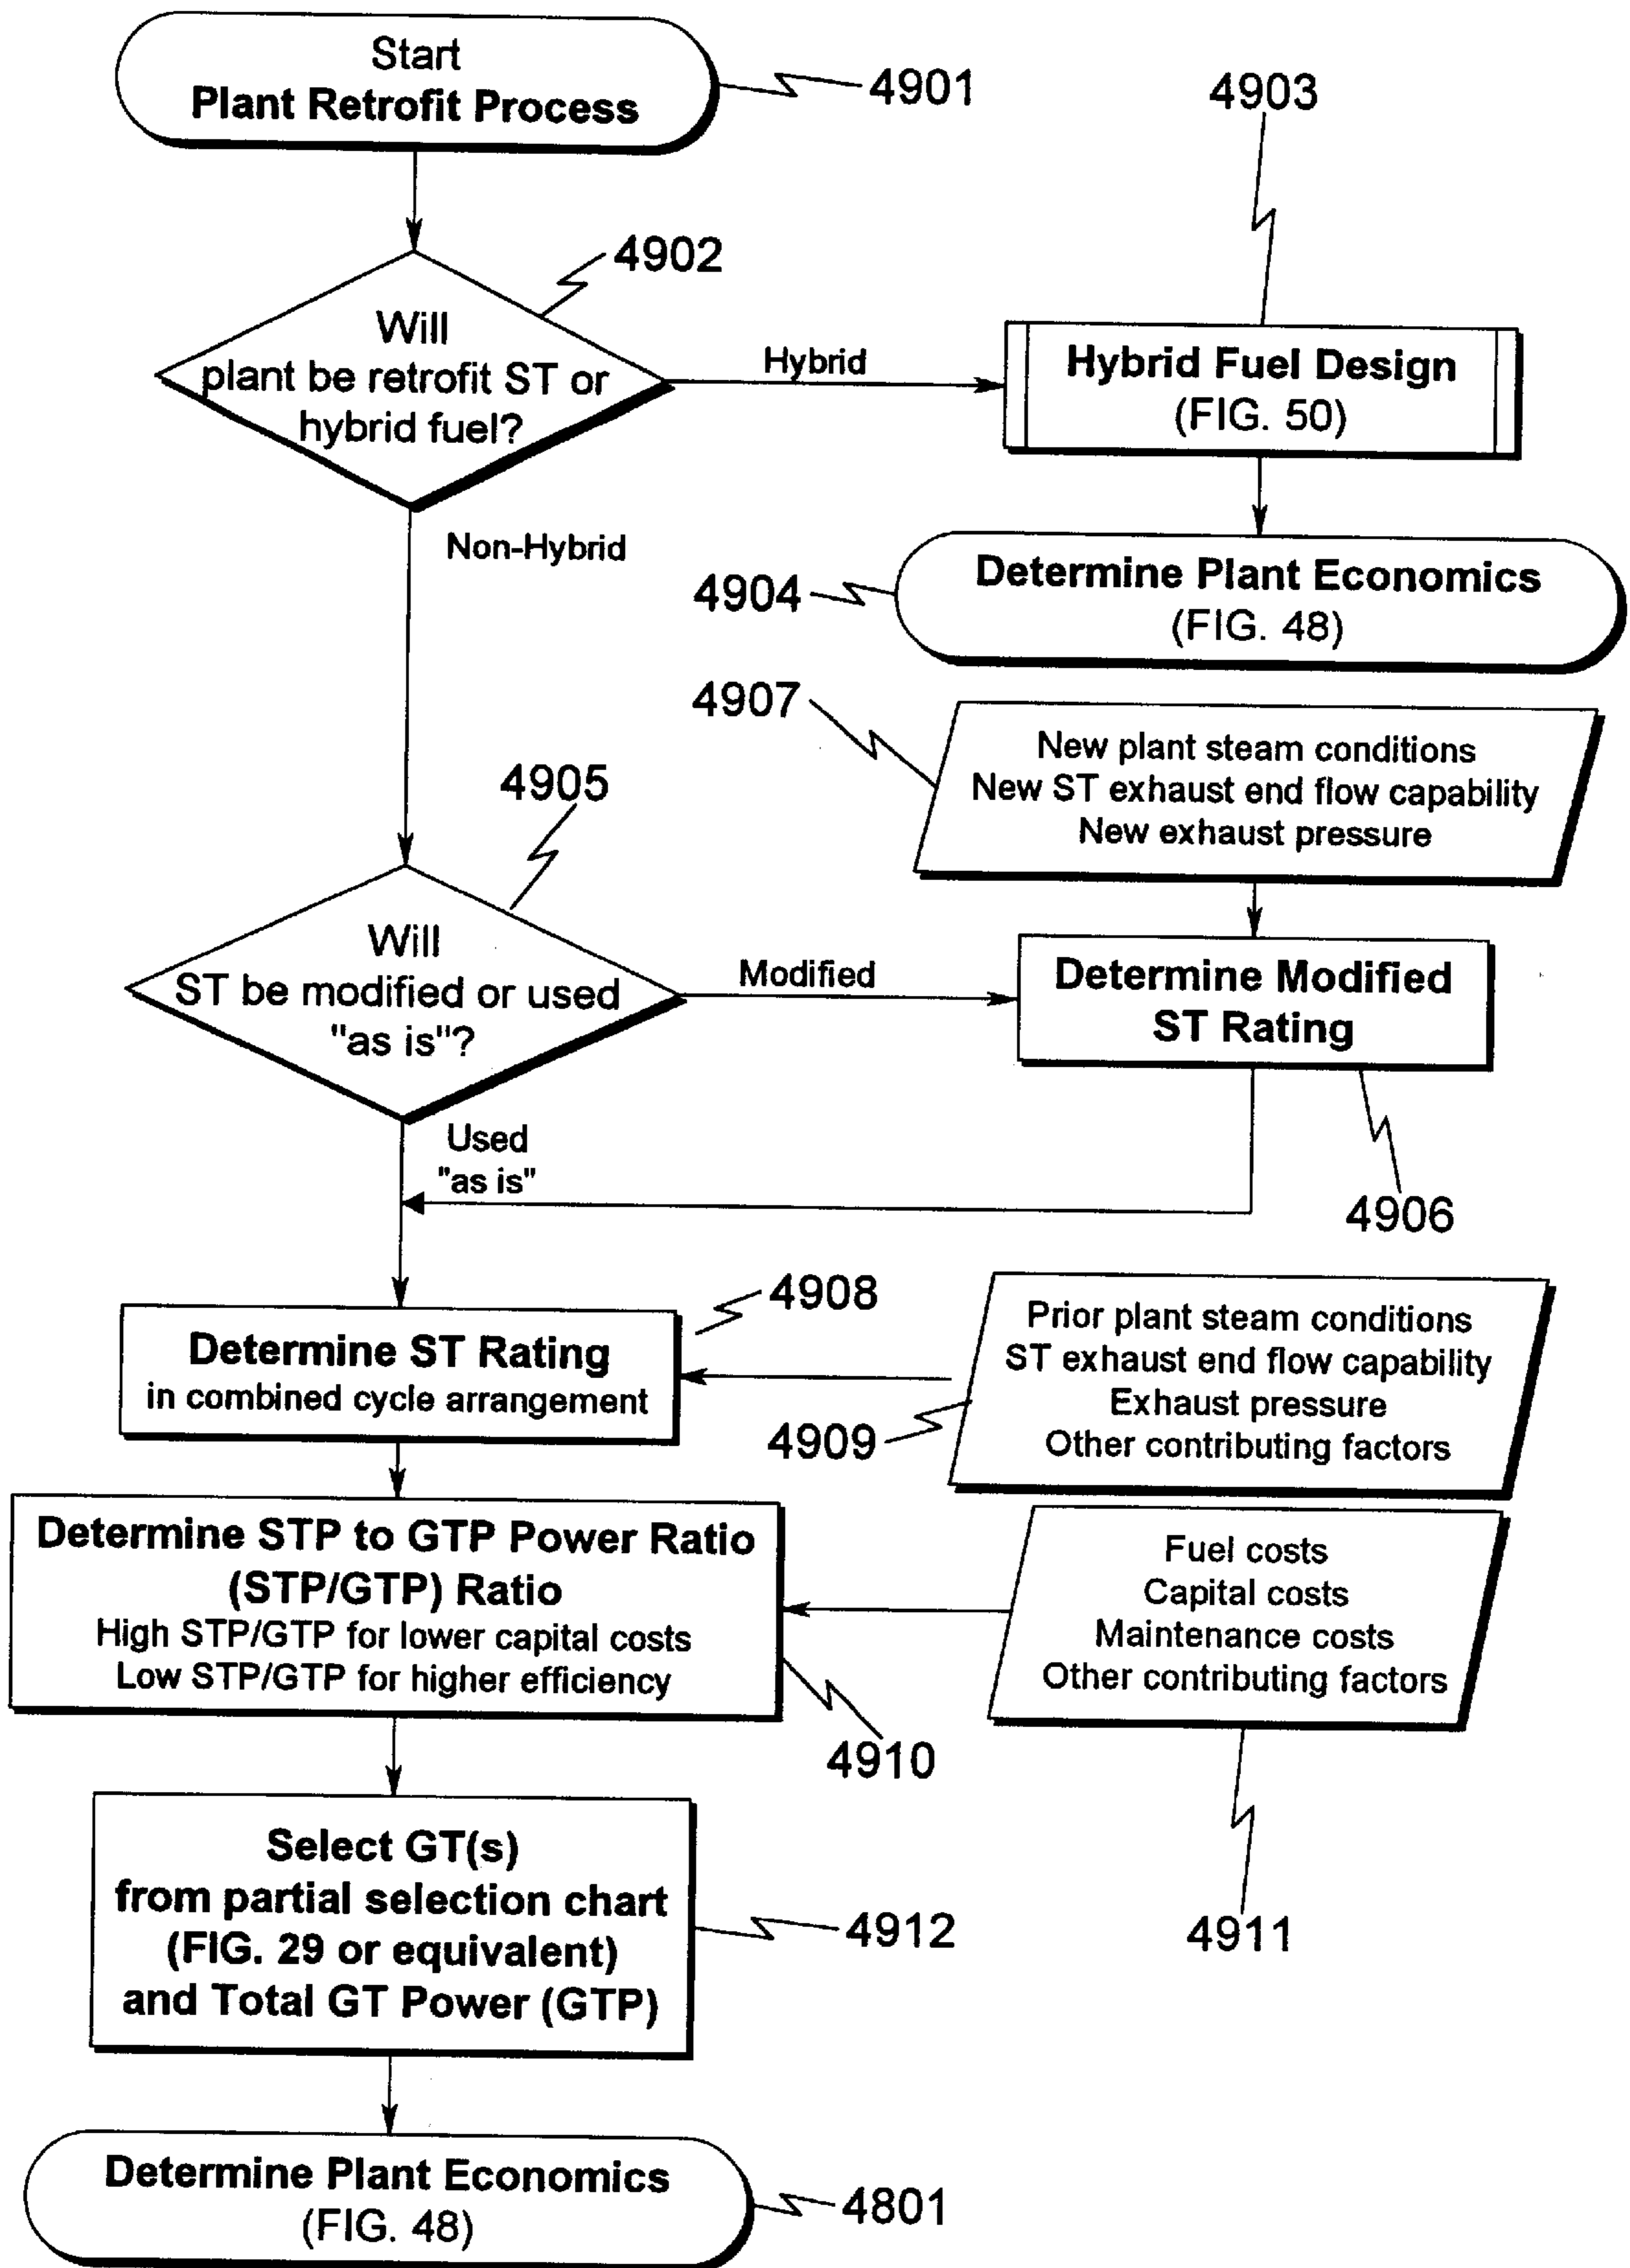 Start
Plant Retrofit Process
4901
4903
4902
Will
plant be retrofit ST or
hybrid fuel?
Hybrid
Hybrid Fuel Design
(FIG. 50)
Non-Hybrid
4904
Determine Plant Economics
(FIG. 48)
4907
New plant steam conditions
New ST exhaust end flow capability
New exhaust pressure
4905
Will
ST be modified or used
"as is"?
Modified
Determine Modified
ST Rating
Used
"as is"
4906
4908
Determine ST Rating
in combined cycle arrangement
Prior plant steam conditions
ST exhaust end flow capability
Exhaust pressure
Other contributing factors
4909
Determine STP to GTP Power Ratio
(STP/GTP) Ratio
High STP/GTP for lower capital costs
Low STP/GTP for higher efficiency
Fuel costs
Capital costs
Maintenance costs
Other contributing factors
4910
Select GT(s)
from partial selection chart
(FIG. 29 or equivalent)
and Total GT Power (GTP)
4912
4911
Determine Plant Economics
(FIG. 48)
4801